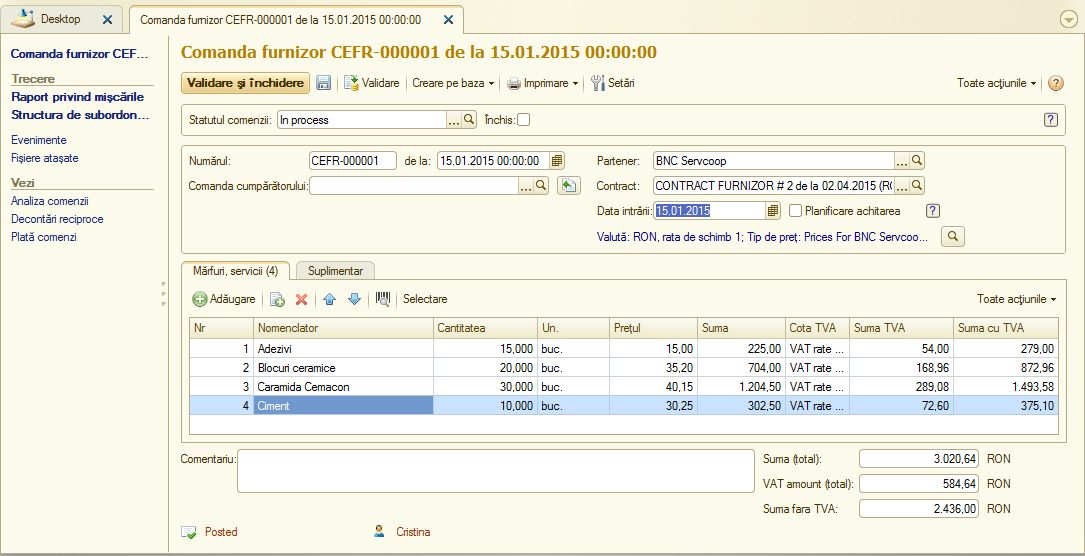 Desktop
Comanda furnizor CEFR-000001 de la 15.01.2015 00:00:00
Comanda furnizor CEF...
Trecere
Raport privind mişcările
Structura de subordon...
Evenimente
Fişiere ataşate
Vezi
Analiza comenzii
Decontări reciproce
Plată comenzi
Comanda furnizor CEFR-000001 de la 15.01.2015 00:00:00
Validare şi închidere Validare Creare pe baza Imprimare Setări Toate acţiunile ?
Statutul comenzii: In process ... Închis: ?
Numărul: CEFR-000001 de la: 15.01.2015 00:00:00 Partener: BNC Servcoop ...
Comanda cumpărătorului: ... Contract: CONTRACT FURNIZOR # 2 de la 02.04.2015 (RO ...
Data intrării: 15.01.2015 Planificare achitarea ?
Valută: RON, rata de schimb 1; Tip de preţ: Prices For BNC Servcoo...
Mărfuri, servicii (4) Suplimentar
Adăugare Selectare Toate acţiunile
Nr Nomenclator Cantitatea Un. Preţul Suma Cota TVA Suma TVA Suma cu TVA
1 Adezivi 15,000 buc. 15,00 225,00 VAT rate ... 54,00 279,00
2 Blocuri ceramice 20,000 buc. 35,20 704,00 VAT rate ... 168,96 872,96
3 Caramida Cemacon 30,000 buc. 40,15 1.204,50 VAT rate ... 289,08 1.493,58
4 Ciment 10,000 buc. 30,25 302,50 VAT rate ... 72,60 375,10
Comentariu: Suma (total): 3.020,64 RON
VAT amount (total): 584,64 RON
Suma fara TVA: 2.436,00 RON
Posted Cristina